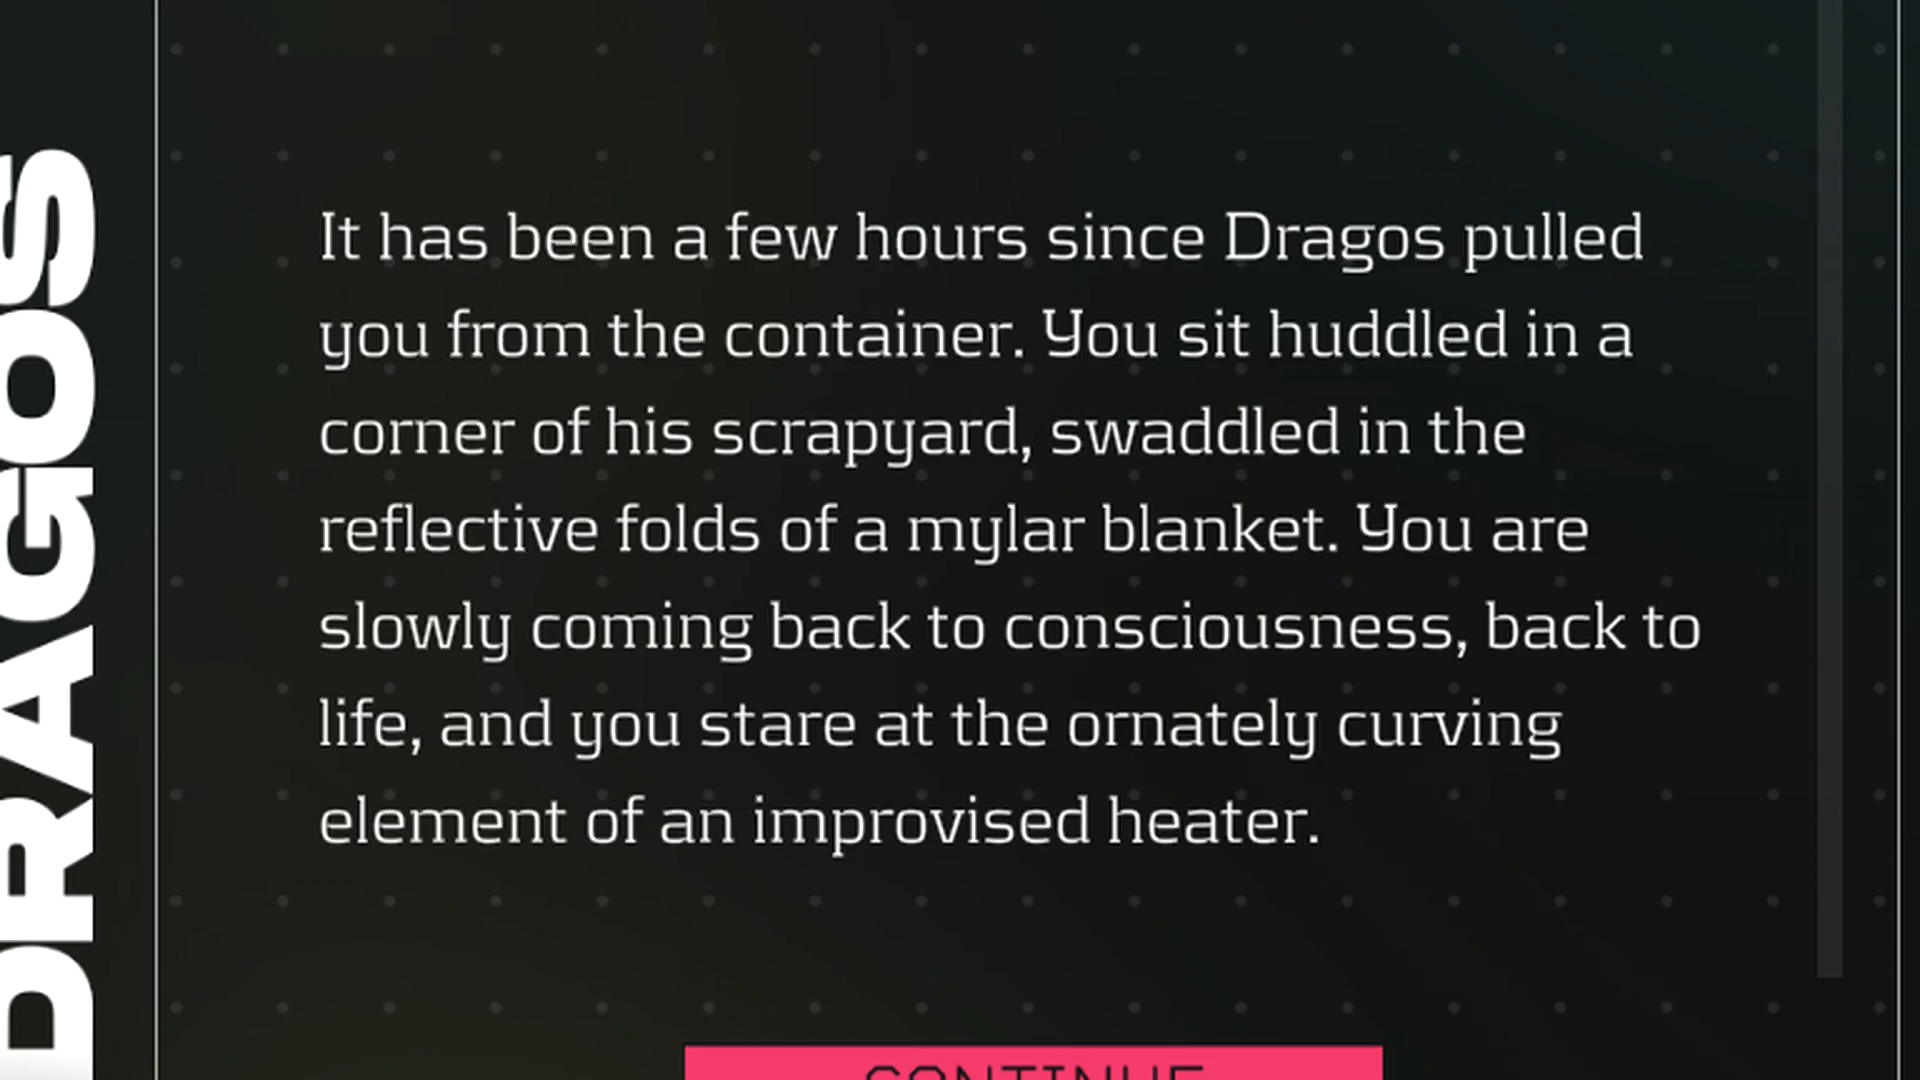 DRAGOS
It has been a few hours since Dragos pulled
you from the container. You sit huddled in a
corner of his scrapyard, swaddled in the
reflective folds of a mylar blanket. You are
slowly coming back to consciousness, back to
life, and you stare at the ornately curving
element of an improvised heater.
CONTINUE